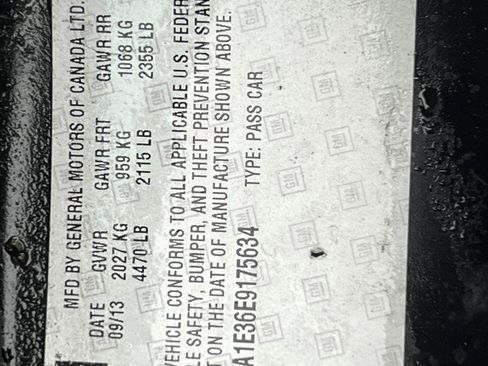 MFD BY GENERAL MOTORS OF CANADA LTD.
DATE GVWR GAWR FRT GAWR RR
09/13 2027 KG 959 KG 1068 KG
4470 LB 2115 LB 2355 LB
VEHICLE CONFORMS TO ALL APPLICABLE U.S. FEDER
LE SAFETY, BUMPER, AND THEFT PREVENTION STAN
T ON THE DATE OF MANUFACTURE SHOWN ABOVE.
A1E36E9175634 TYPE: PASS CAR